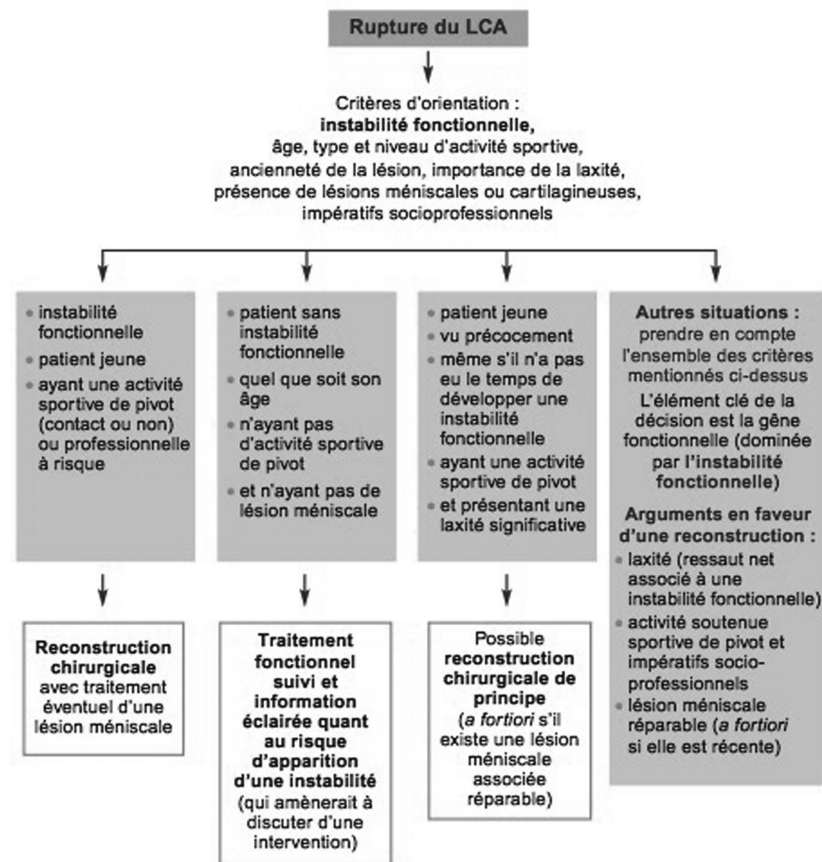 Rupture du LCA
Critères d'orientation :
instabilité fonctionnelle,
âge, type et niveau d'activité sportive,
ancienneté de la lésion, importance de la laxité,
présence de lésions méniscales ou cartilagineuses,
impératifs socioprofessionnels
• instabilité
fonctionnelle
• patient jeune
• ayant une activité
sportive de pivot
(contact ou non)
ou professionnelle
à risque
Reconstruction
chirurgicale
avec traitement
éventuel d'une
lésion méniscale
• patient sans
instabilité
fonctionnelle
• quel que soit son
âge
• n'ayant pas
d'activité sportive
de pivot
• et n'ayant pas de
lésion méniscale
Traitement
fonctionnel
suivi et
information
éclairée quant
au risque
d'apparition
d'une instabilité
(qui amènerait à
discuter d'une
intervention)
• patient jeune
• vu précocement
• même s'il n'a pas
eu le temps de
développer une
instabilité
fonctionnelle
• ayant une activité
sportive de pivot
• et présentant une
laxité significative
Possible
reconstruction
chirurgicale de
principe
(a fortiori s'il
existe une lésion
méniscale
associée
réparable)
Autres situations :
prendre en compte
l'ensemble des critères
mentionnés ci-dessus
L'élément clé de la
décision est la gêne
fonctionnelle (dominée
par l'instabilité
fonctionnelle)
Arguments en faveur
d'une reconstruction :
• laxité (ressaut net
associé à une
instabilité fonctionnelle)
• activité soutenue
sportive de pivot et
impératifs socio-
professionnels
• lésion méniscale
réparable (a fortiori
si elle est récente)